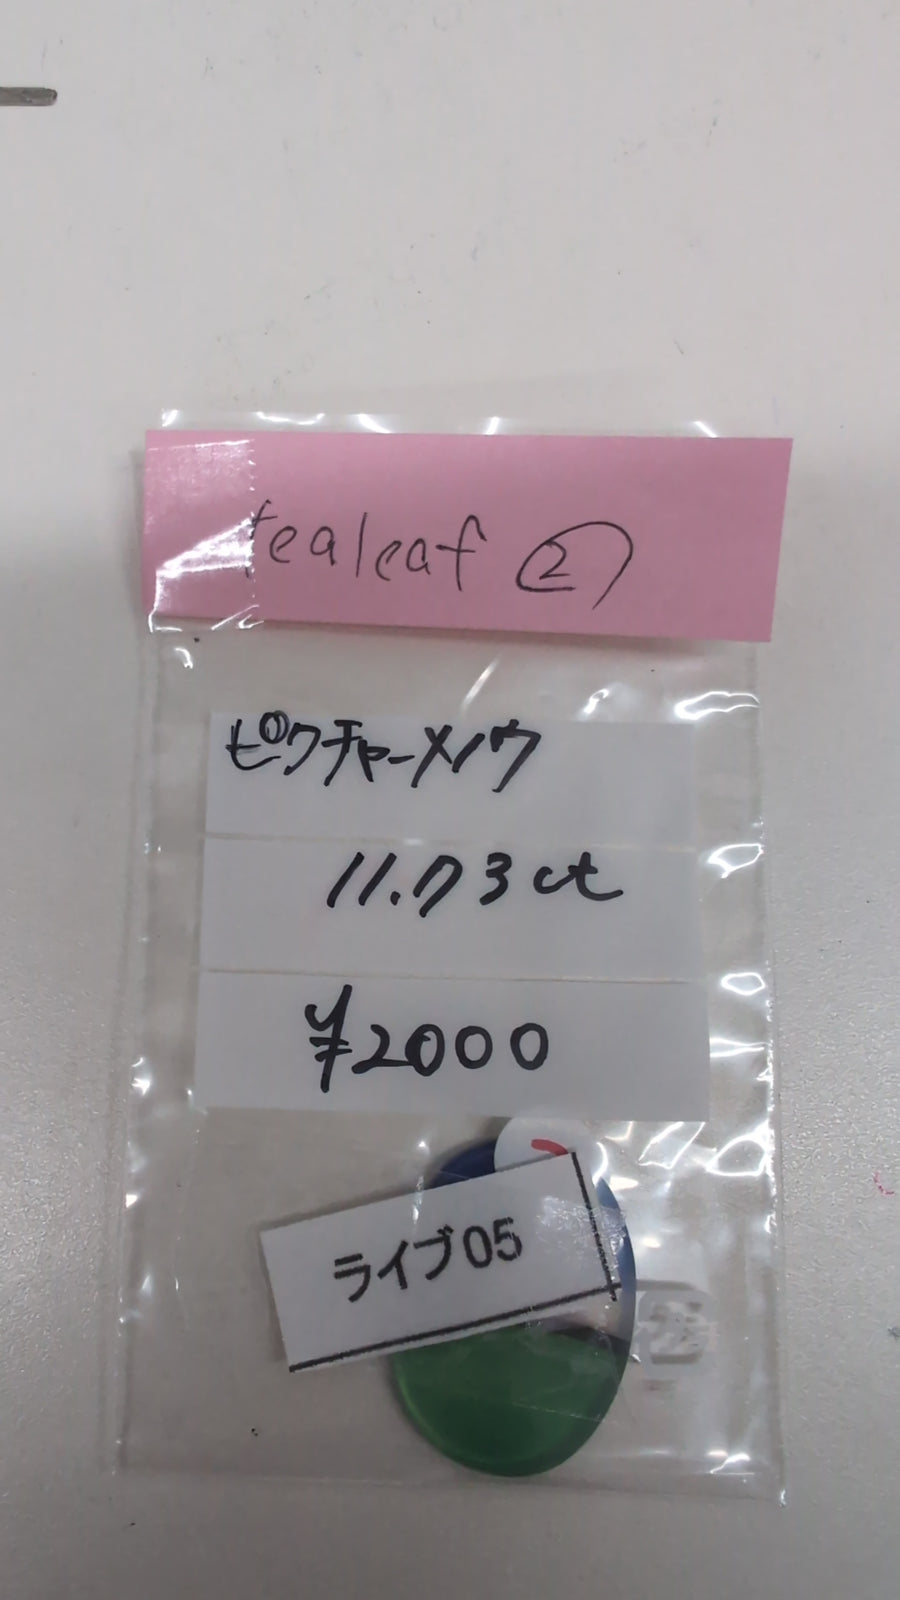 tealeaf ②
ピクチャーメノウ
11.73ct
¥2000
ライブ05